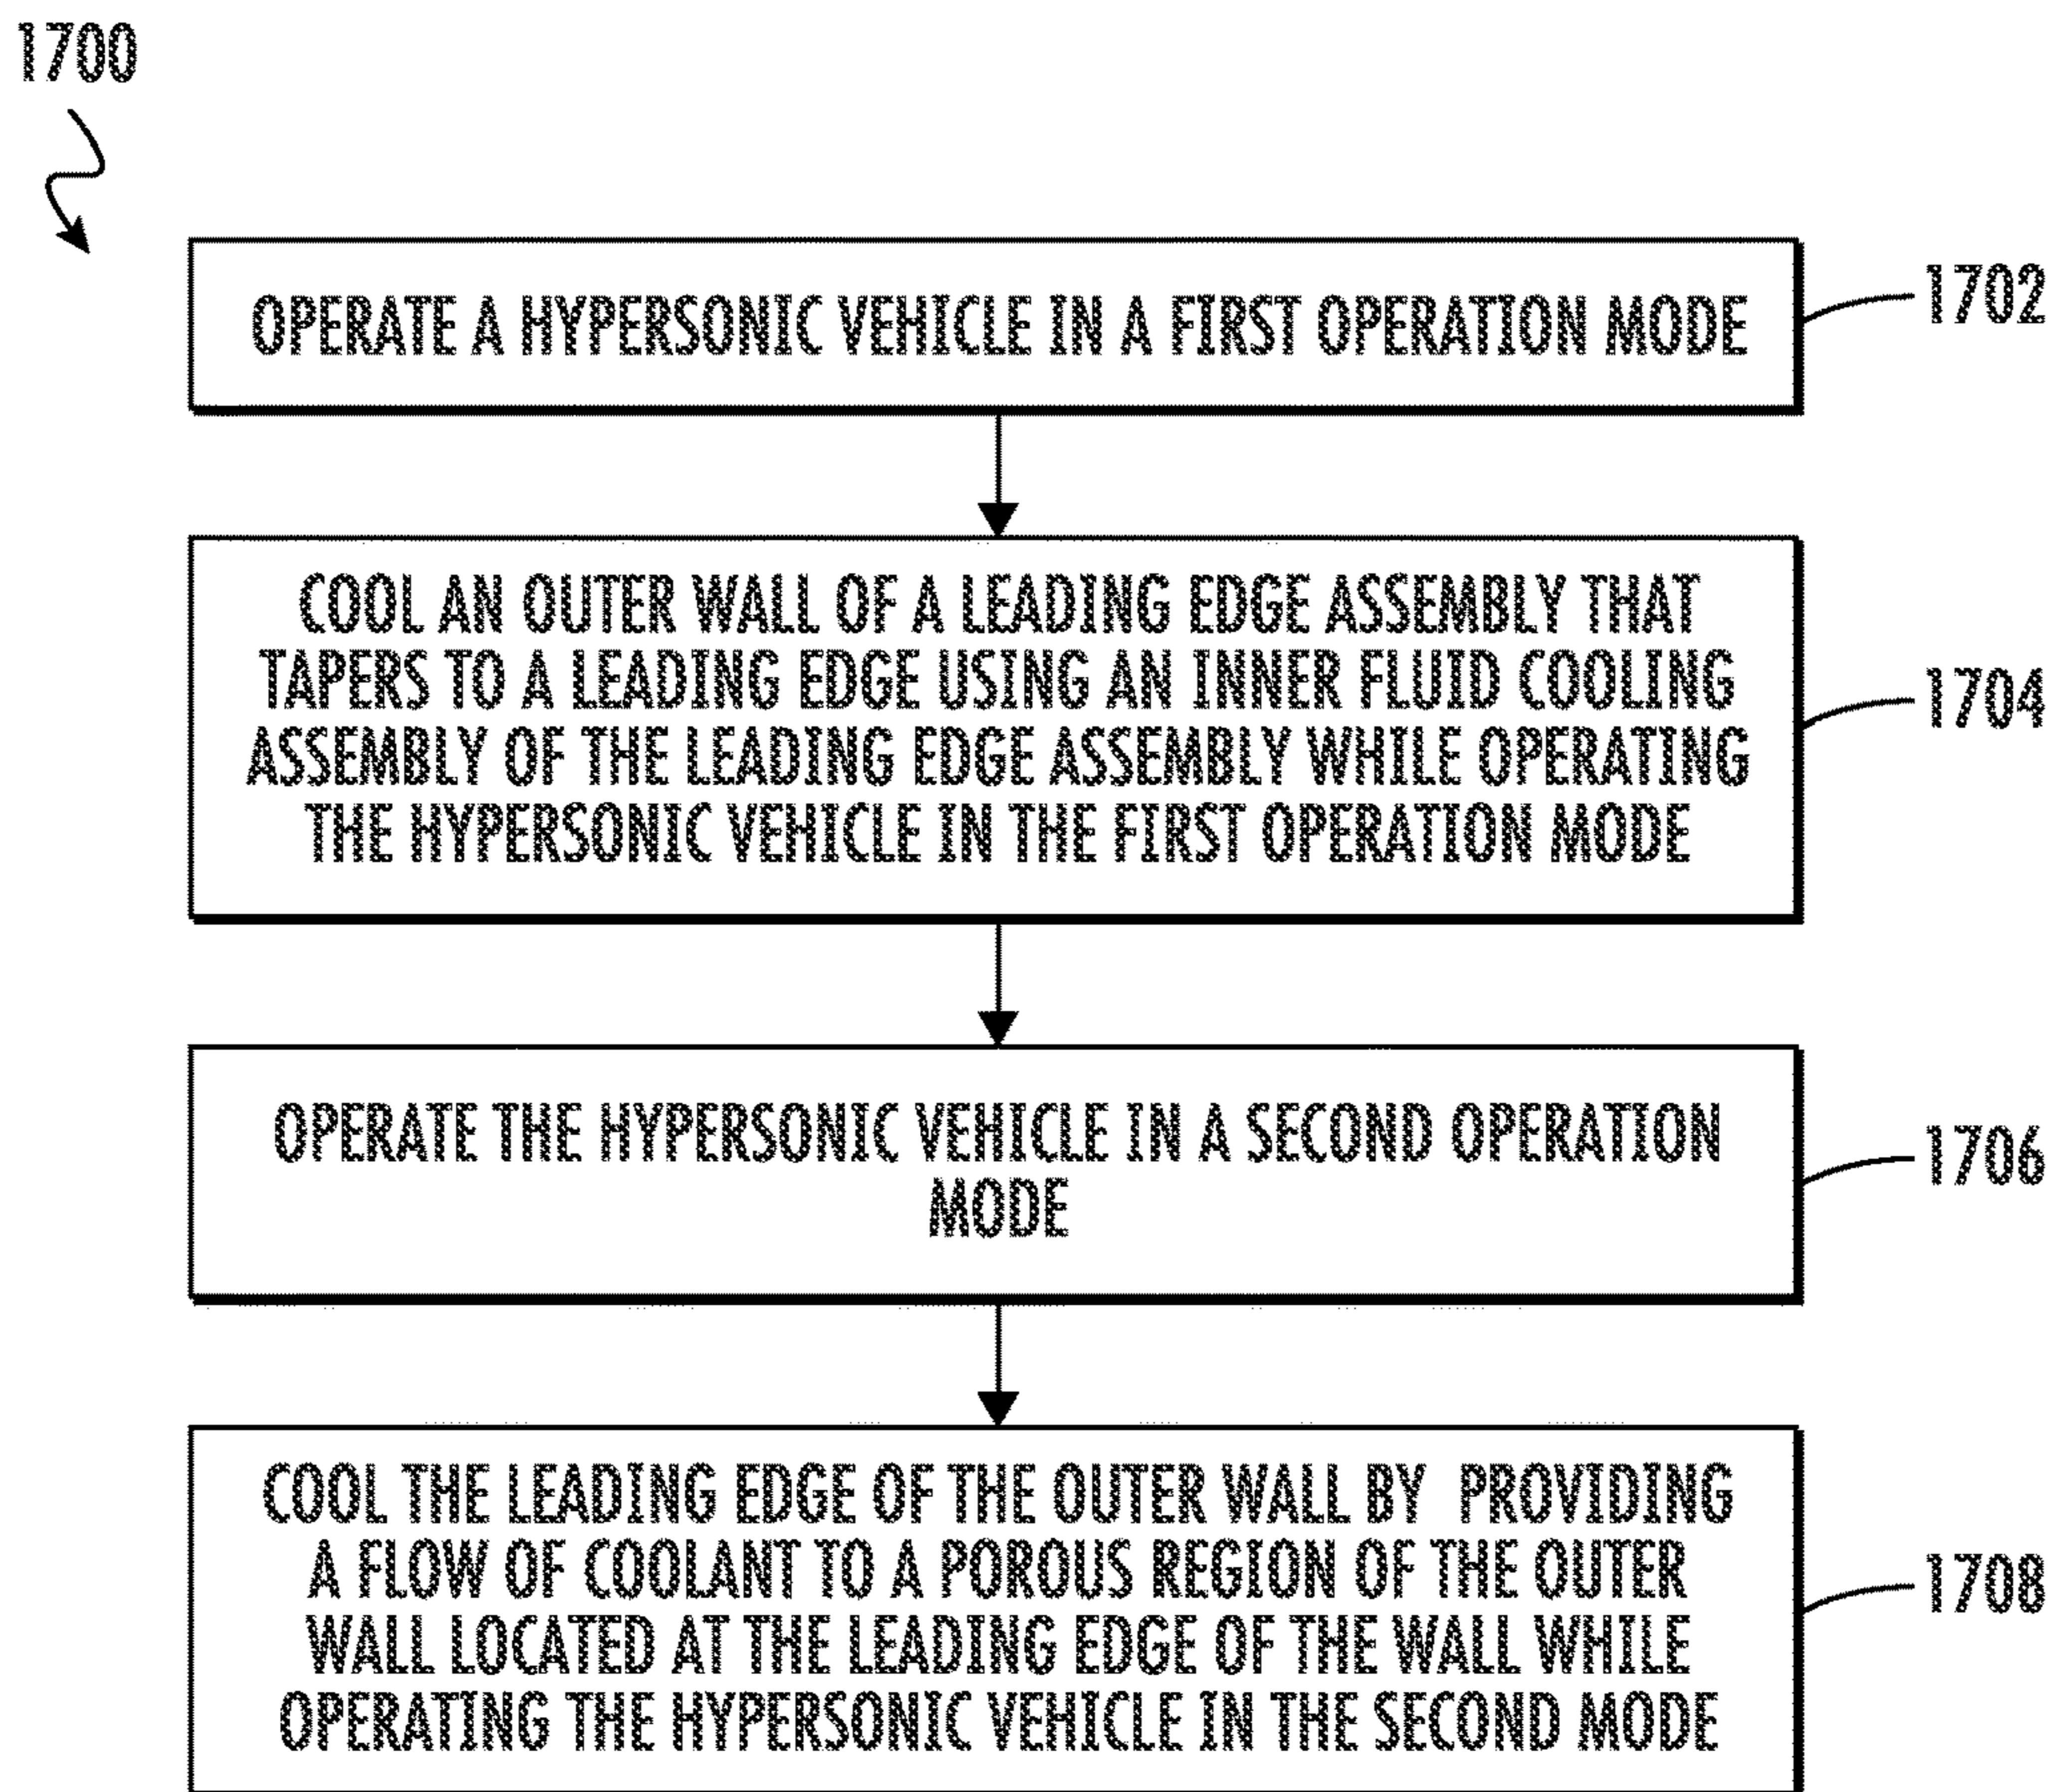 1700
OPERATE A HYPERSONIC VEHICLE IN A FIRST OPERATION MODE
1702
COOL AN OUTER WALL OF A LEADING EDGE ASSEMBLY THAT
TAPERS TO A LEADING EDGE USING AN INNER FLUID COOLING
ASSEMBLY OF THE LEADING EDGE ASSEMBLY WHILE OPERATING
THE HYPERSONIC VEHICLE IN THE FIRST OPERATION MODE
1704
OPERATE THE HYPERSONIC VEHICLE IN A SECOND OPERATION
MODE
1706
COOL THE LEADING EDGE OF THE OUTER WALL BY PROVIDING
A FLOW OF COOLANT TO A POROUS REGION OF THE OUTER
WALL LOCATED AT THE LEADING EDGE OF THE WALL WHILE
OPERATING THE HYPERSONIC VEHICLE IN THE SECOND MODE
1708